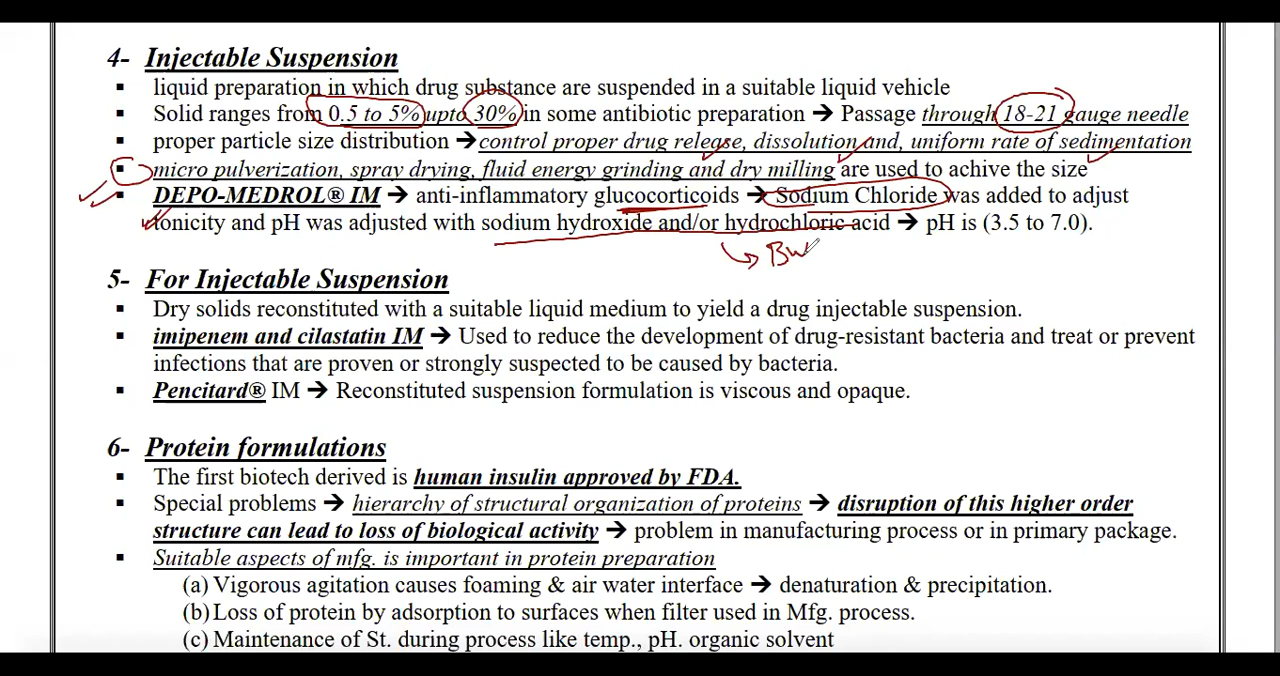 4- Injectable Suspension
▪ liquid preparation in which drug substance are suspended in a suitable liquid vehicle
▪ Solid ranges from 0.5 to 5% upto 30% in some antibiotic preparation ➔ Passage through 18-21 gauge needle
▪ proper particle size distribution ➔ control proper drug release, dissolution and, uniform rate of sedimentation
▪ micro pulverization, spray drying, fluid energy grinding and dry milling are used to achive the size
▪ DEPO-MEDROL® IM ➔ anti-inflammatory glucocorticoids ➔ Sodium Chloride was added to adjust
tonicity and pH was adjusted with sodium hydroxide and/or hydrochloric acid ➔ pH is (3.5 to 7.0).
5- For Injectable Suspension
▪ Dry solids reconstituted with a suitable liquid medium to yield a drug injectable suspension.
▪ imipenem and cilastatin IM ➔ Used to reduce the development of drug-resistant bacteria and treat or prevent
infections that are proven or strongly suspected to be caused by bacteria.
▪ Pencitard® IM ➔ Reconstituted suspension formulation is viscous and opaque.
6- Protein formulations
▪ The first biotech derived is human insulin approved by FDA.
▪ Special problems ➔ hierarchy of structural organization of proteins ➔ disruption of this higher order
structure can lead to loss of biological activity ➔ problem in manufacturing process or in primary package.
▪ Suitable aspects of mfg. is important in protein preparation
(a) Vigorous agitation causes foaming & air water interface ➔ denaturation & precipitation.
(b) Loss of protein by adsorption to surfaces when filter used in Mfg. process.
(c) Maintenance of St. during process like temp., pH. organic solvent